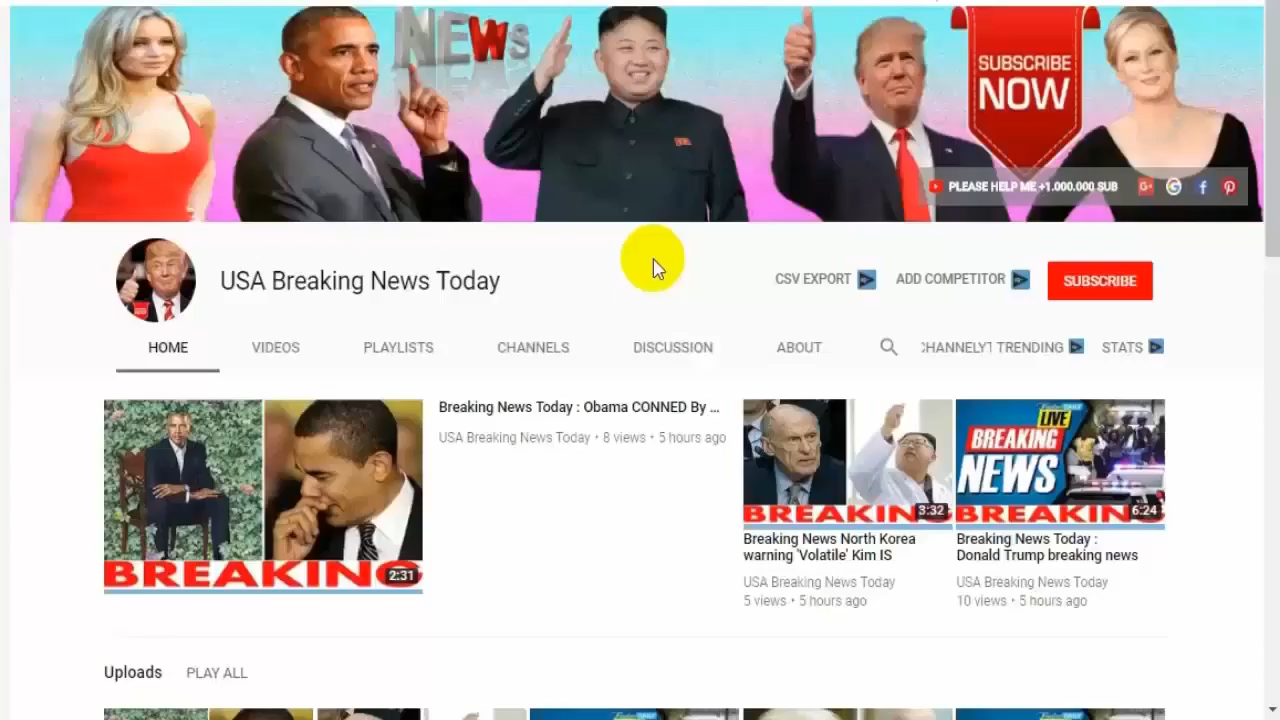 NEWS
SUBSCRIBE
NOW
PLEASE HELP ME +1.000.000 SUB
USA Breaking News Today
CSV EXPORT
ADD COMPETITOR
SUBSCRIBE
HOME
VIDEOS
PLAYLISTS
CHANNELS
DISCUSSION
ABOUT
TRENDING
STATS
BREAKING
2:31
Breaking News Today : Obama CONNED By ...
USA Breaking News Today • 8 views • 5 hours ago
BREAKIN
3:32
Breaking News North Korea
warning 'Volatile' Kim IS
USA Breaking News Today
5 views • 5 hours ago
LIVE
BREAKING
NEWS
BREAKIN
6:24
Breaking News Today :
Donald Trump breaking news
USA Breaking News Today
10 views • 5 hours ago
Uploads
PLAY ALL